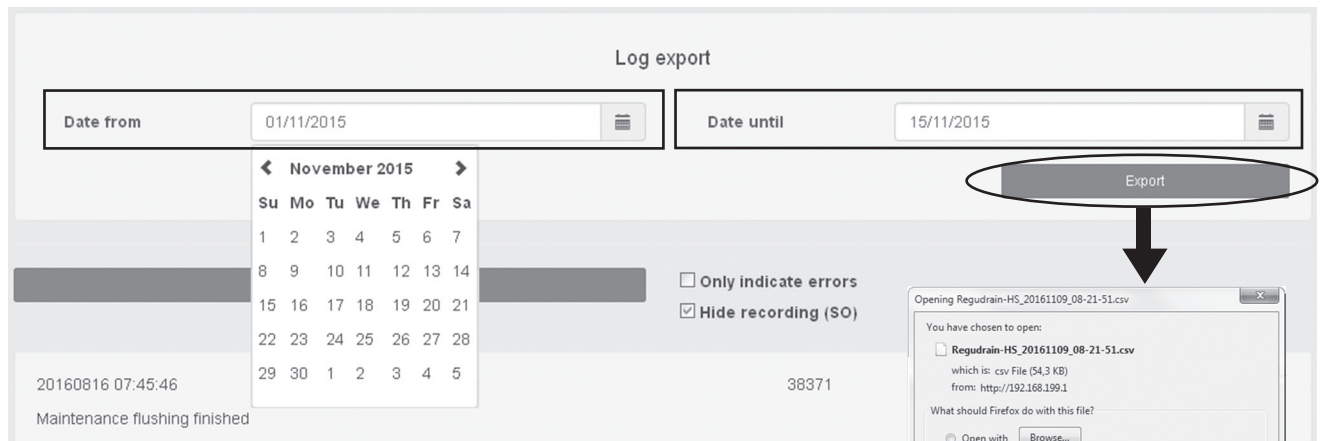 Log export
Date from 01/11/2015
Date until 15/11/2015
Export
November 2015
Su Mo Tu We Th Fr Sa
1 2 3 4 5 6 7
8 9 10 11 12 13 14
15 16 17 18 19 20 21
22 23 24 25 26 27 28
29 30 1 2 3 4 5
Only indicate errors
Hide recording (SO)
20160816 07:45:46 38371
Maintenance flushing finished
Opening Regudrain-HS_20161109_08-21-51.csv
You have chosen to open:
Regudrain-HS_20161109_08-21-51.csv
which is: csv File (54,3 KB)
from: http://192.168.199.1
What should Firefox do with this file?
Open with Browse...